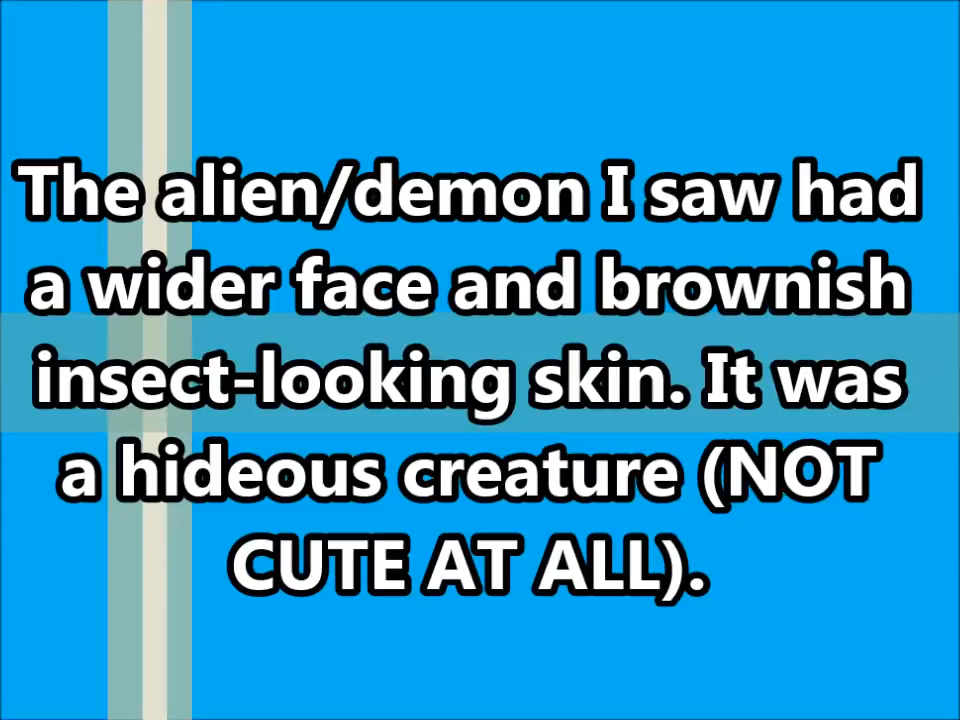 The alien/demon I saw had
a wider face and brownish
insect-looking skin. It was
a hideous creature (NOT
CUTE AT ALL).